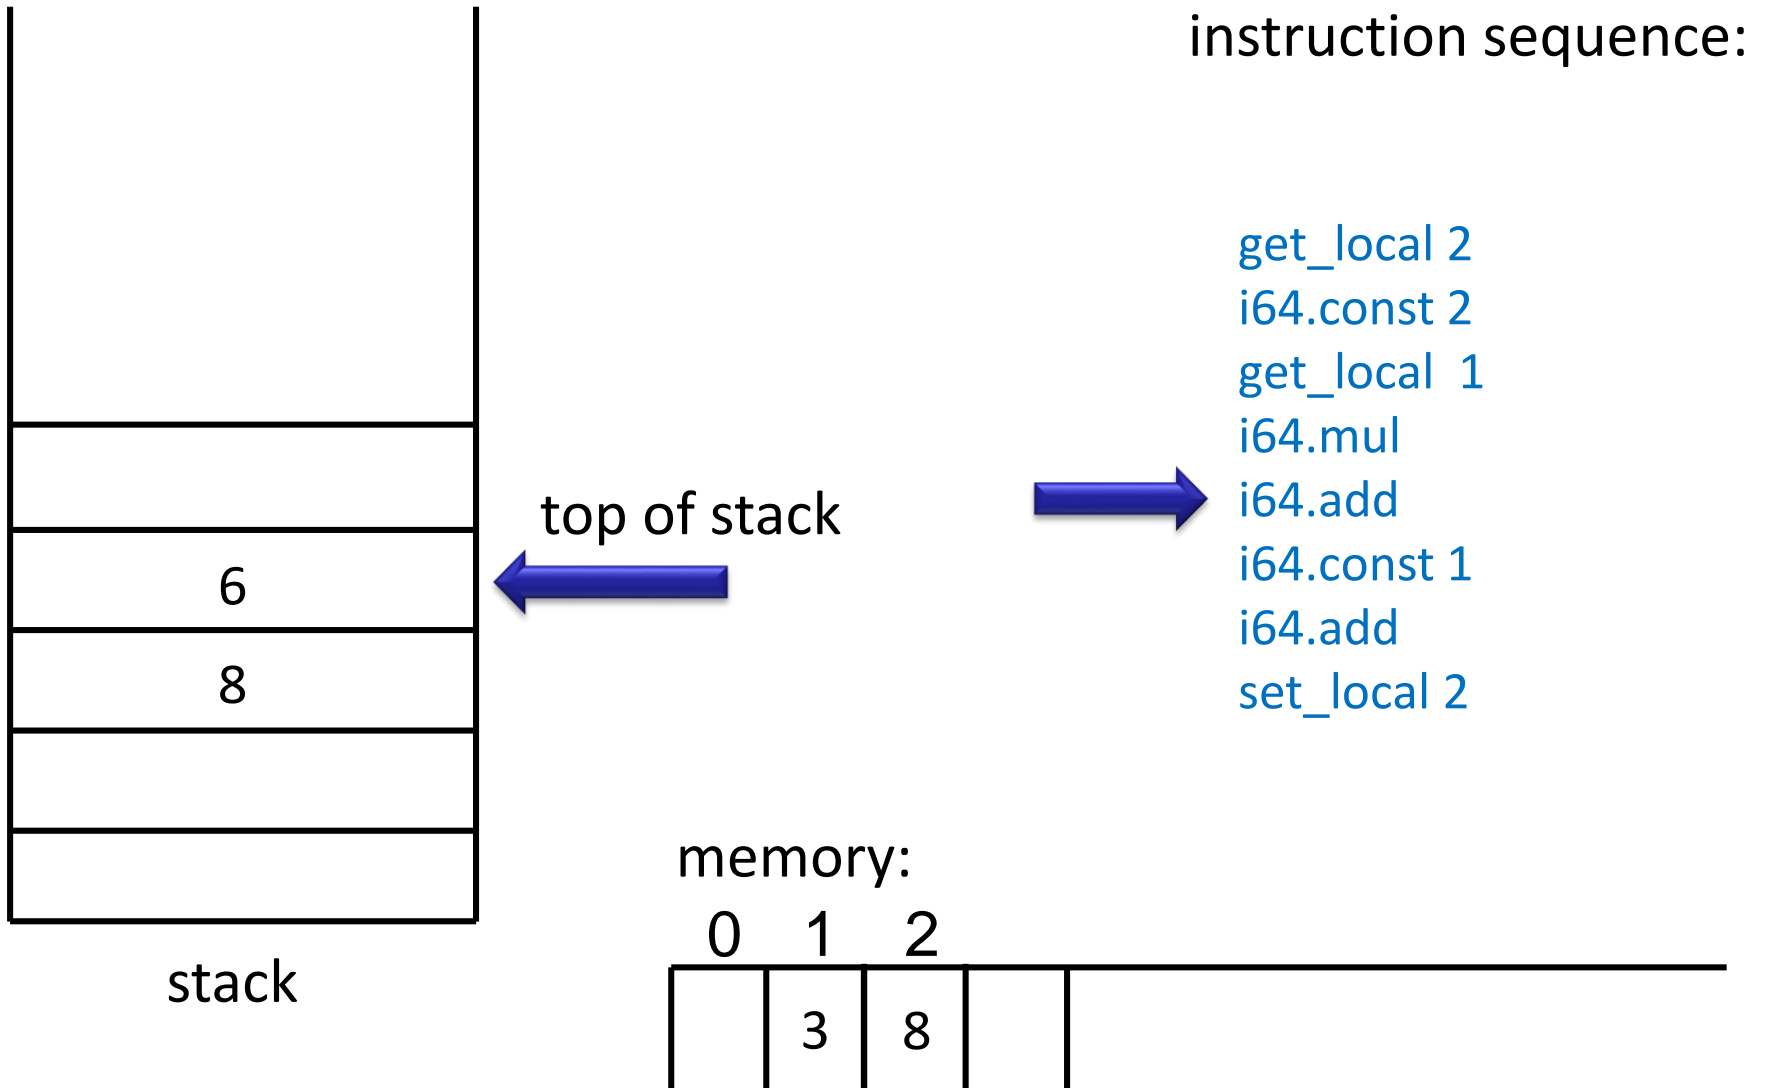 instruction sequence:
get_local 2
i64.const 2
get_local  1
i64.mul
i64.add
i64.const 1
i64.add
set_local 2
top of stack
6
8
stack
memory:
0 1 2
3 8